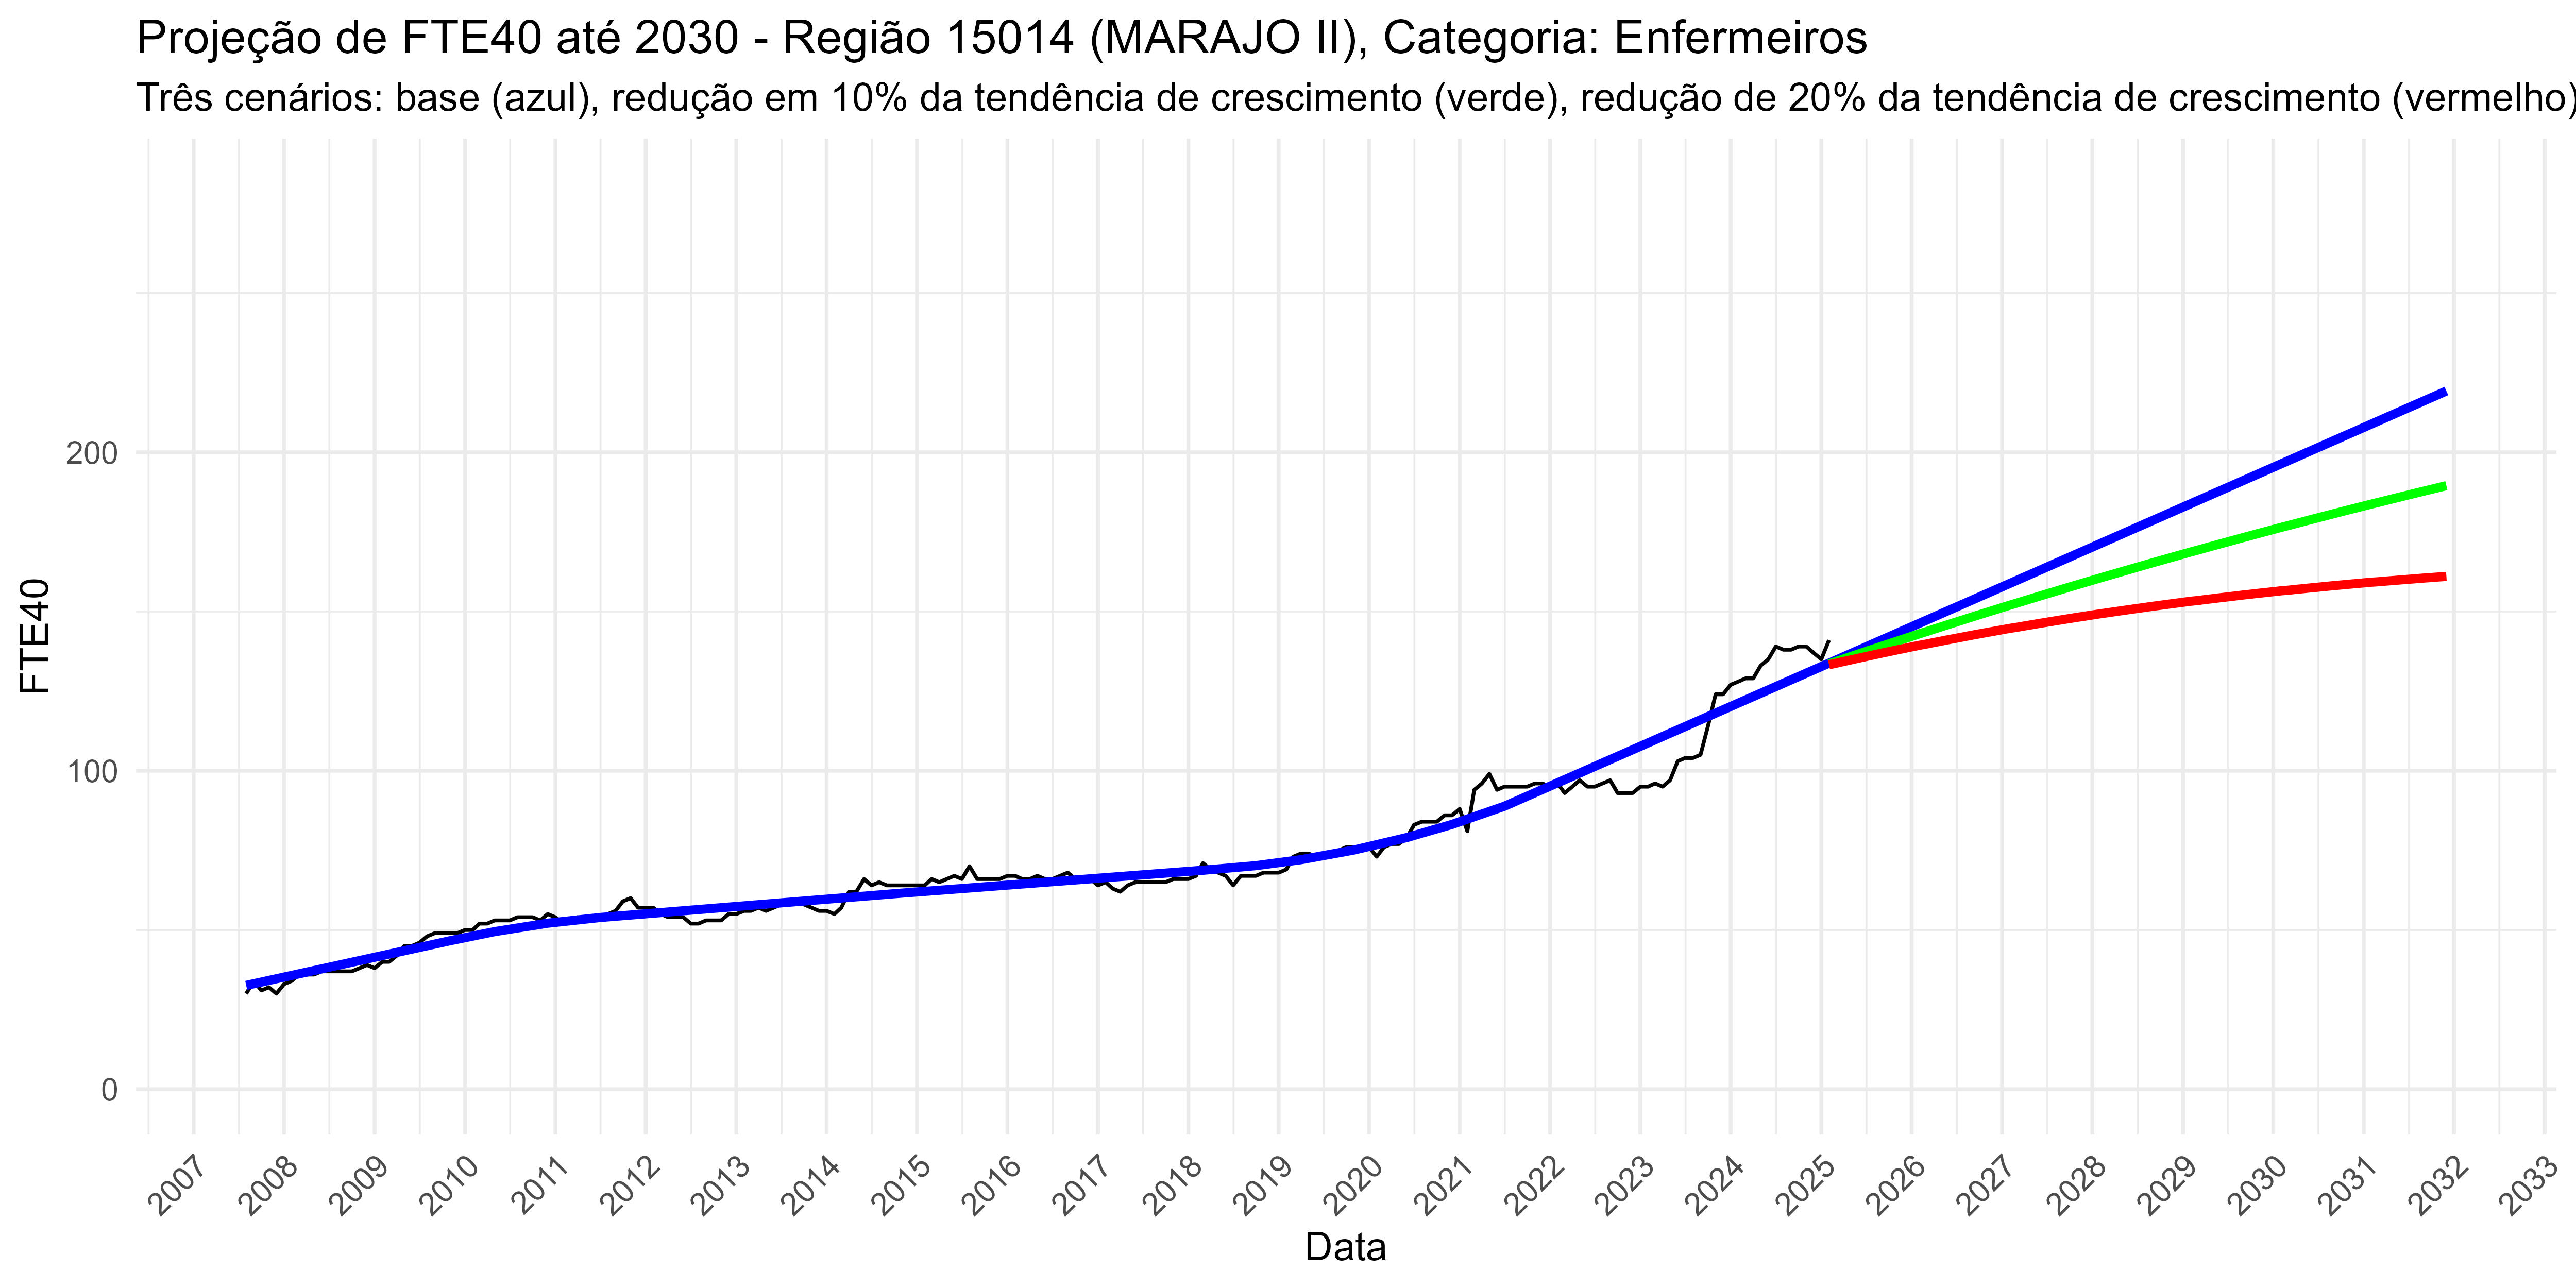 Projeção de FTE40 até 2030 - Região 15014 (MARAJO II), Categoria: Enfermeiros
Três cenários: base (azul), redução em 10% da tendência de crescimento (verde), redução de 20% da tendência de crescimento (vermelho)
FTE40
200
100
0
2007 2008 2009 2010 2011 2012 2013 2014 2015 2016 2017 2018 2019 2020 2021 2022 2023 2024 2025 2026 2027 2028 2029 2030 2031 2032 2033
Data